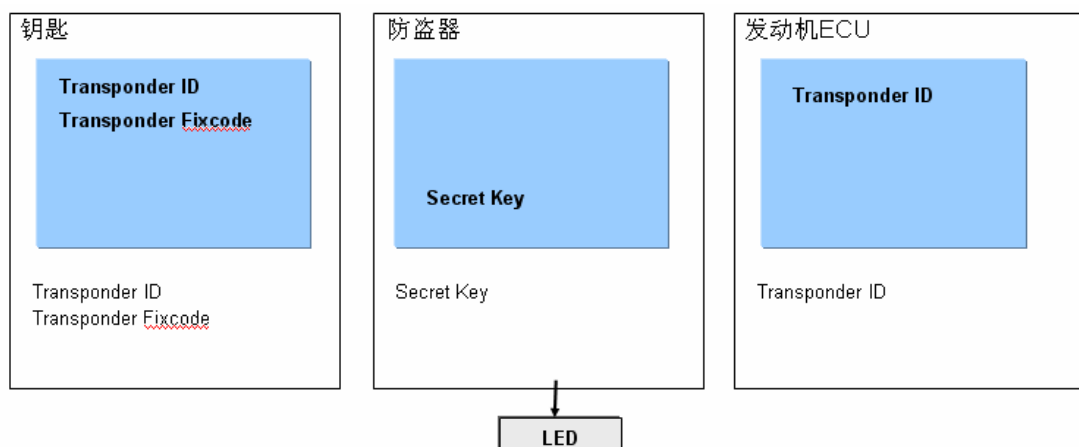 钥匙
Transponder ID
Transponder Fixcode
Transponder ID
Transponder Fixcode
防盗器
Secret Key
Secret Key
发动机ECU
Transponder ID
Transponder ID
LED